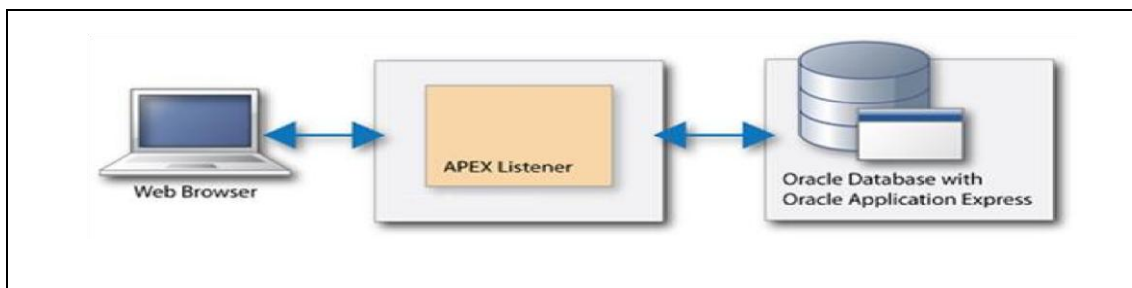 Web Browser
APEX Listener
Oracle Database with
Oracle Application Express